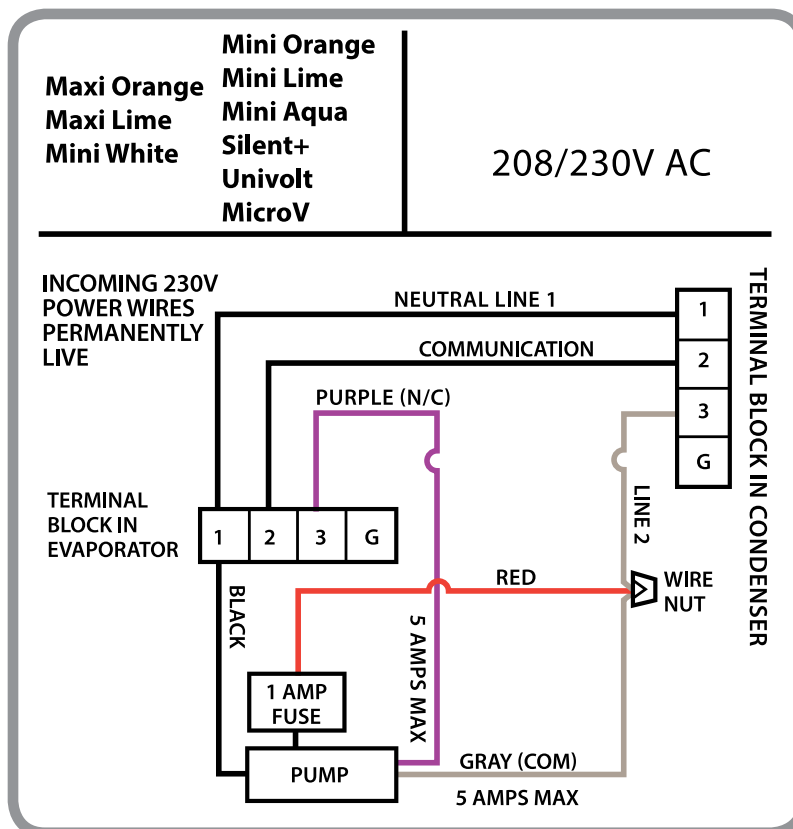 Maxi Orange
Maxi Lime
Mini White
Mini Orange
Mini Lime
Mini Aqua
Silent+
Univolt
MicroV
208/230V AC
INCOMING 230V
POWER WIRES
PERMANENTLY
LIVE
NEUTRAL LINE 1
COMMUNICATION
PURPLE (N/C)
1
2
3
G
TERMINAL BLOCK IN CONDENSER
TERMINAL
BLOCK IN
EVAPORATOR
1 2 3 G
LINE 2
RED
WIRE
NUT
BLACK
5 AMPS MAX
1 AMP
FUSE
PUMP
GRAY (COM)
5 AMPS MAX